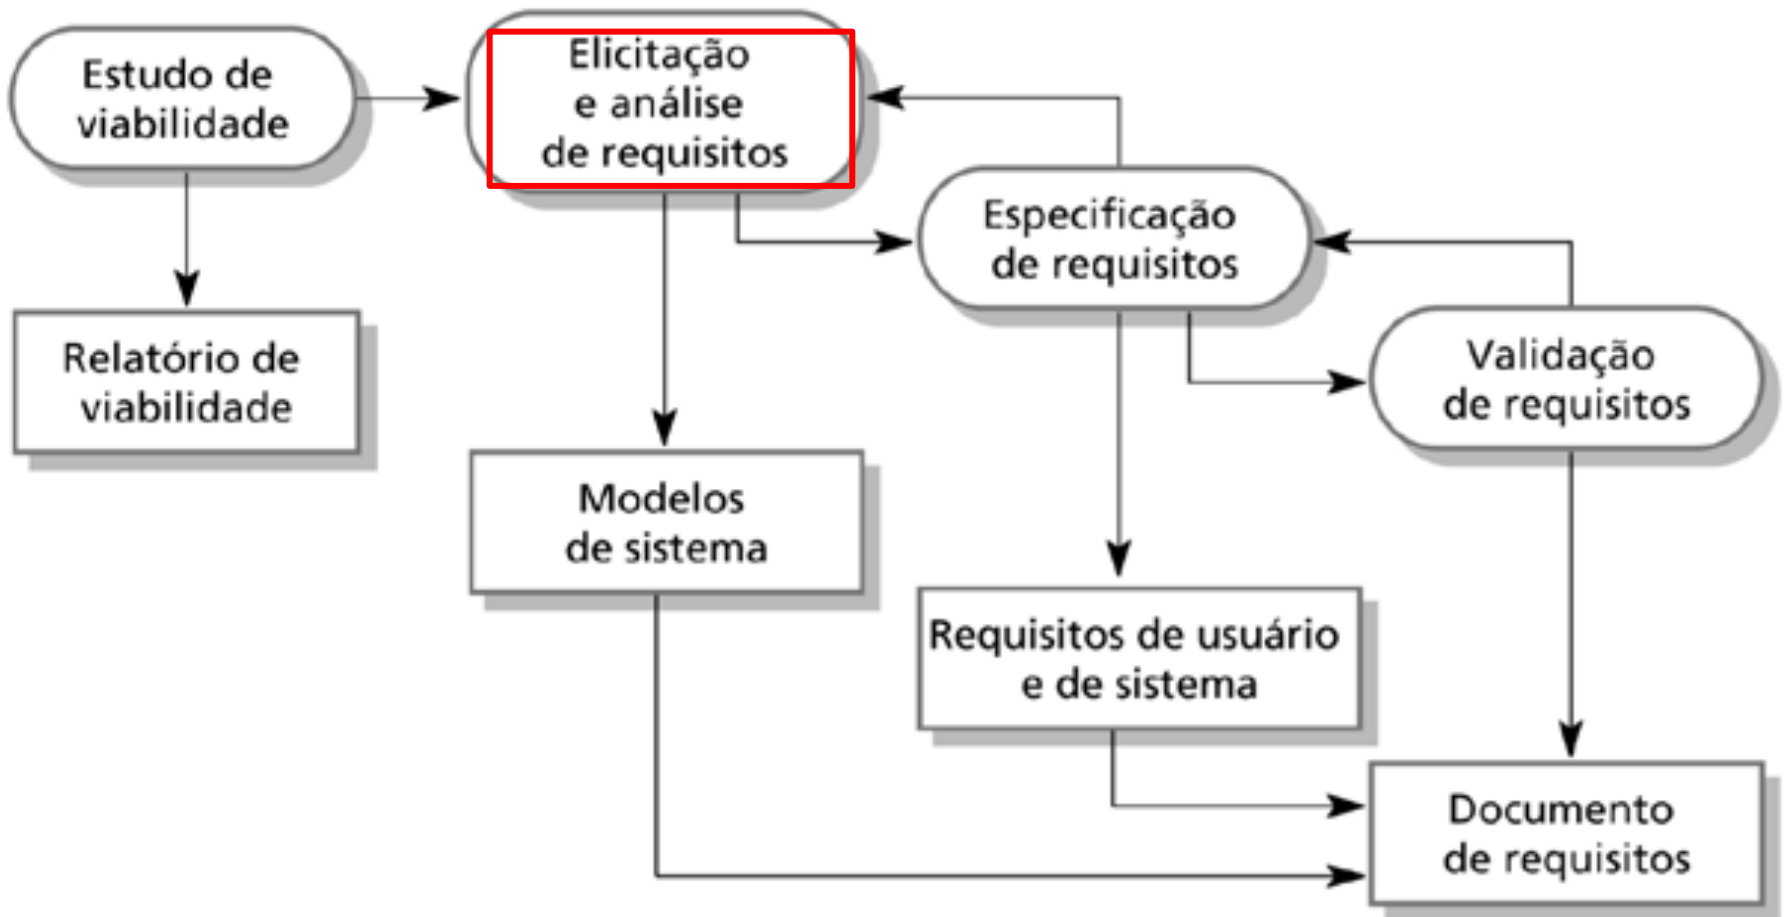 Estudo de
viabilidade
Elicitação
e análise
de requisitos
Especificação
de requisitos
Validação
de requisitos
Relatório de
viabilidade
Modelos
de sistema
Requisitos de usuário
e de sistema
Documento
de requisitos